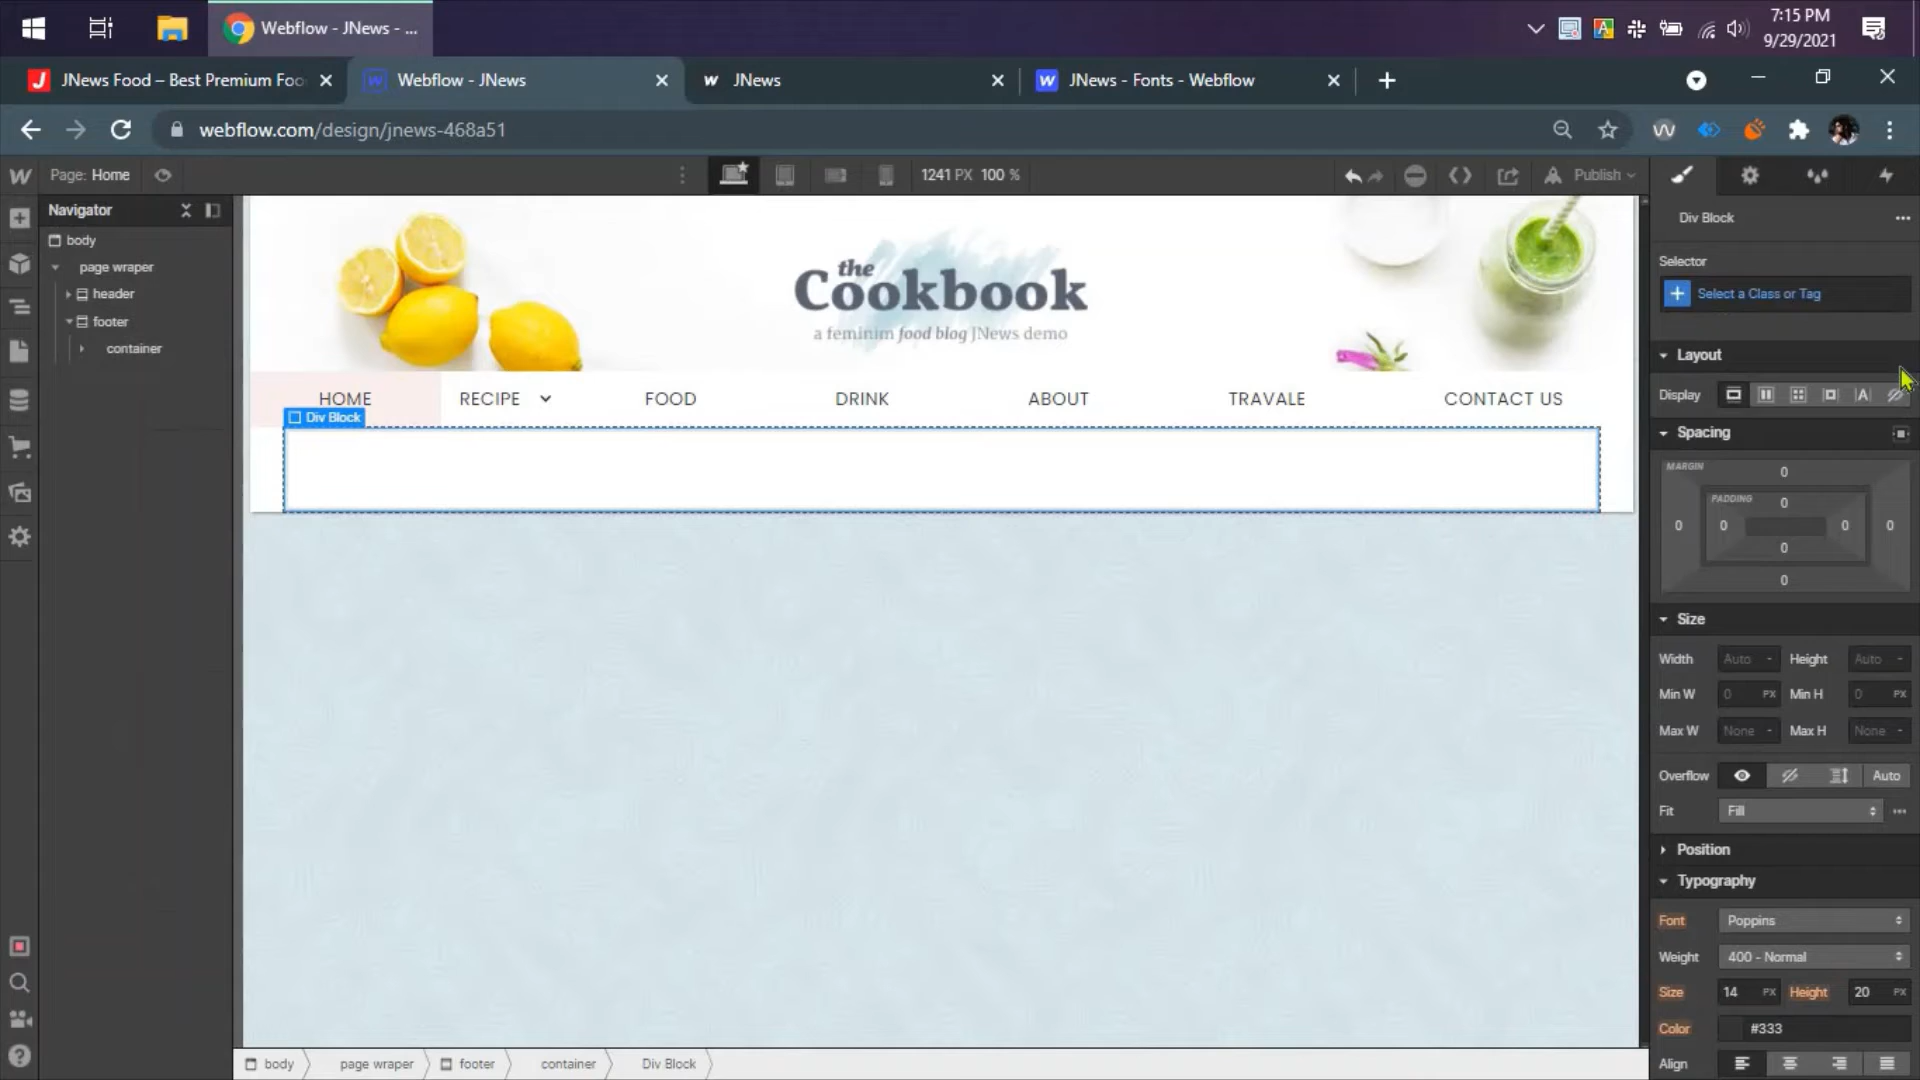 Webflow - JNews - ...
7:15 PM
9/29/2021
JNews Food – Best Premium Foo
Webflow - JNews
JNews
JNews - Fonts - Webflow
webflow.com/design/jnews-468a51
Page: Home
1241 PX 100 %
Publish
Navigator
body
page wraper
header
footer
container
the
Cookbook
a feminim food blog JNews demo
HOME
RECIPE
FOOD
DRINK
ABOUT
TRAVALE
CONTACT US
Div Block
body
page wraper
footer
container
Div Block
Div Block
Selector
Select a Class or Tag
Layout
Display
Spacing
MARGIN
0
PADDING
0
0
0
0
0
0
0
Size
Width
Auto
-
Height
Auto
-
Min W
0
PX
Min H
0
PX
Max W
None
-
Max H
None
-
Overflow
Auto
Fit
Fill
Position
Typography
Font
Poppins
Weight
400 - Normal
Size
14
PX
Height
20
PX
Color
#333
Align